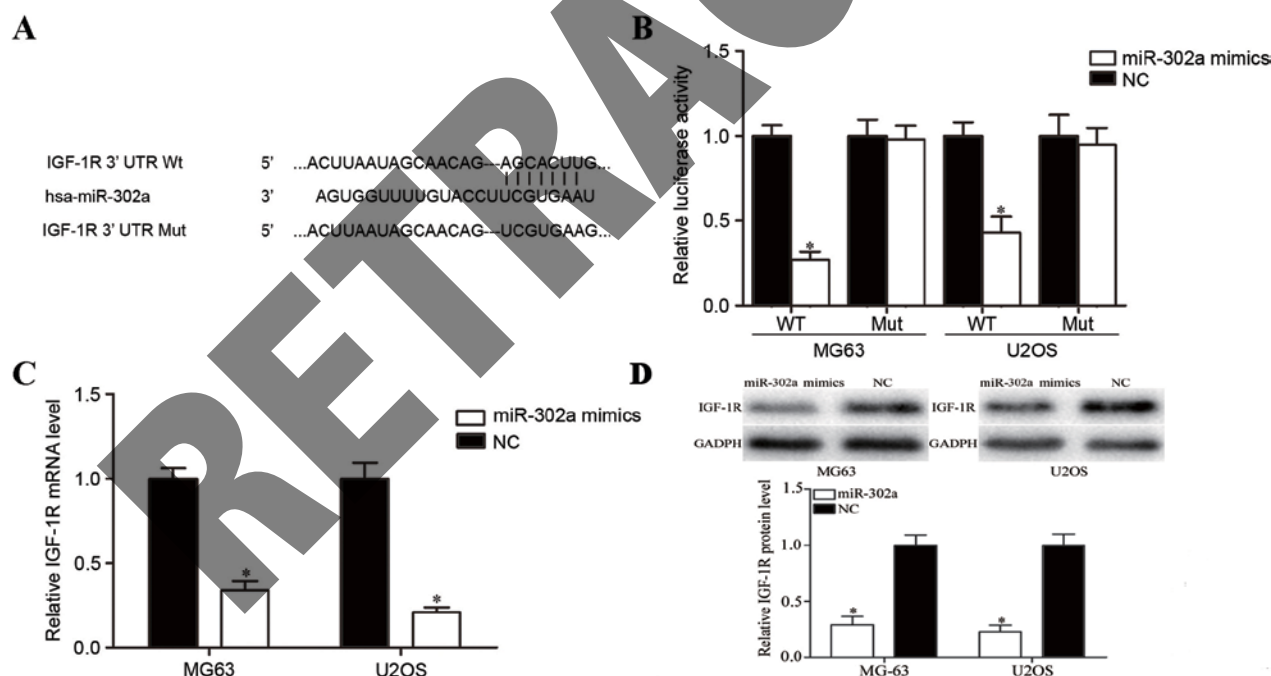 A
IGF-1R 3' UTR Wt 5' ...ACUUAAUAGCAACAG---AGCACUUG...
hsa-miR-302a 3' AGUGGUUUUGUACCUUCGUGAAU
IGF-1R 3' UTR Mut 5' ...ACUUAAUAGCAACAG---UCGUGAAG...
B
Relative luciferase activity
1.5
1.0
0.5
0.0
miR-302a mimics
NC
*
*
WT Mut WT Mut
MG63 U2OS
C
Relative IGF-1R mRNA level
1.5
1.0
0.5
0.0
miR-302a mimics
NC
*
*
MG63 U2OS
D
miR-302a mimics NC miR-302a mimics NC
IGF-1R IGF-1R
GADPH GADPH
MG63 U2OS
Relative IGF-1R protein level
1.5
1.0
0.5
0.0
miR-302a
NC
*
*
MG-63 U2OS